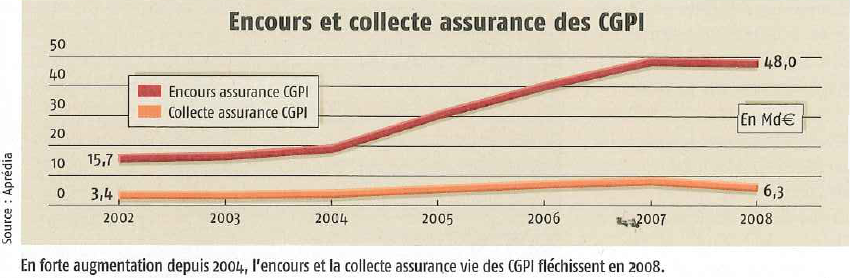 Encours et collecte assurance des CGPI
50
48,0
40
Encours assurance CGPI
Collecte assurance CGPI
30
En Md€
20
15,7
10
0
3,4
6,3
2002 2003 2004 2005 2006 2007 2008
Source : Aprédia
En forte augmentation depuis 2004, l'encours et la collecte assurance vie des CGPI fléchissent en 2008.